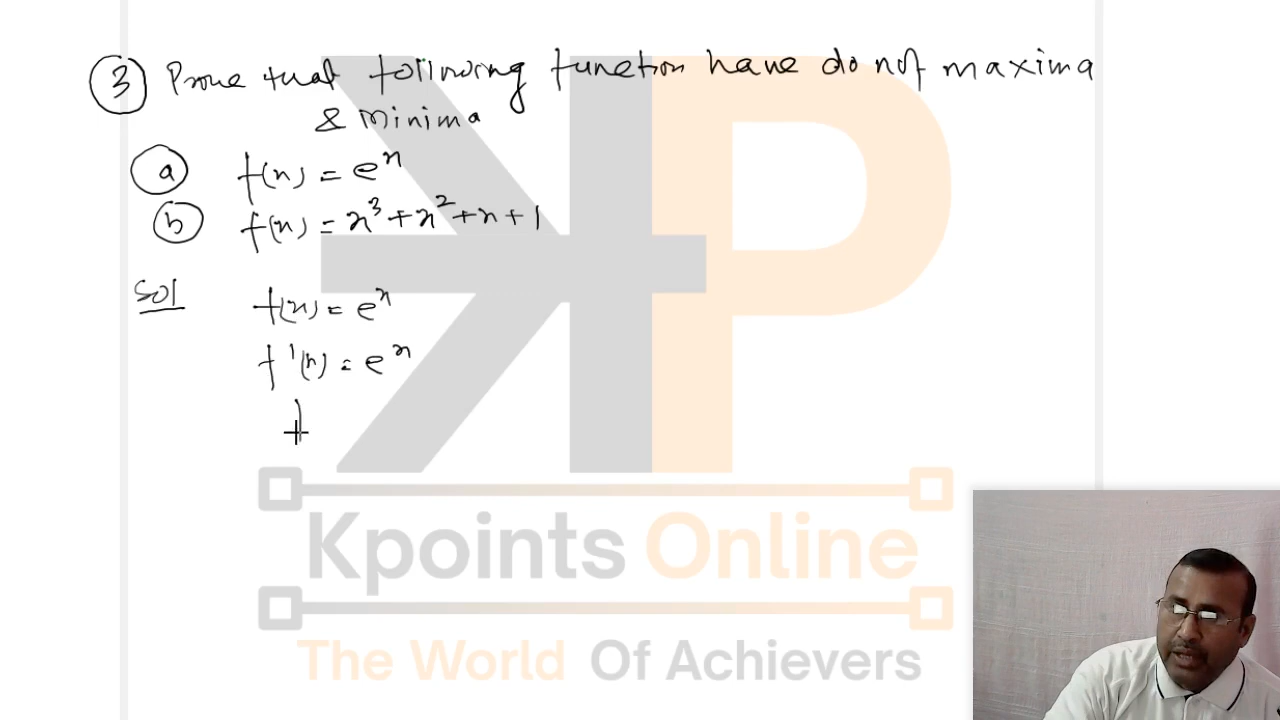 3 Prove that following function have do not maxima
& Minima
a f(x) = e^x
b f(x) = x^3 + x^2 + x + 1
Sol f(x) = e^x
f'(x) = e^x
f
Kpoints Online
The World Of Achievers